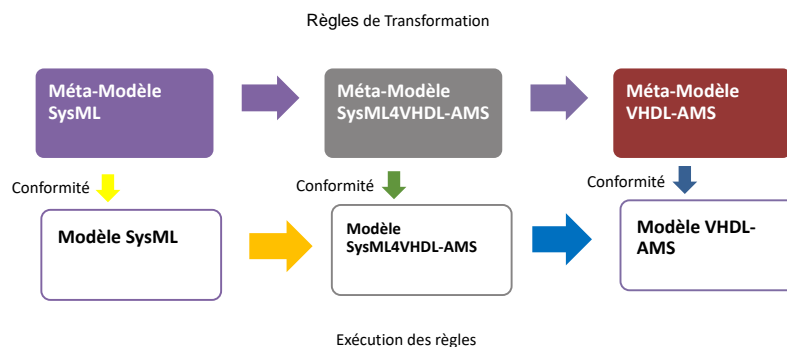 Règles de Transformation
Méta-Modèle
SysML
Méta-Modèle
SysML4VHDL-AMS
Méta-Modèle
VHDL-AMS
Conformité
Conformité
Conformité
Modèle SysML
Modèle
SysML4VHDL-AMS
Modèle VHDL-
AMS
Exécution des règles